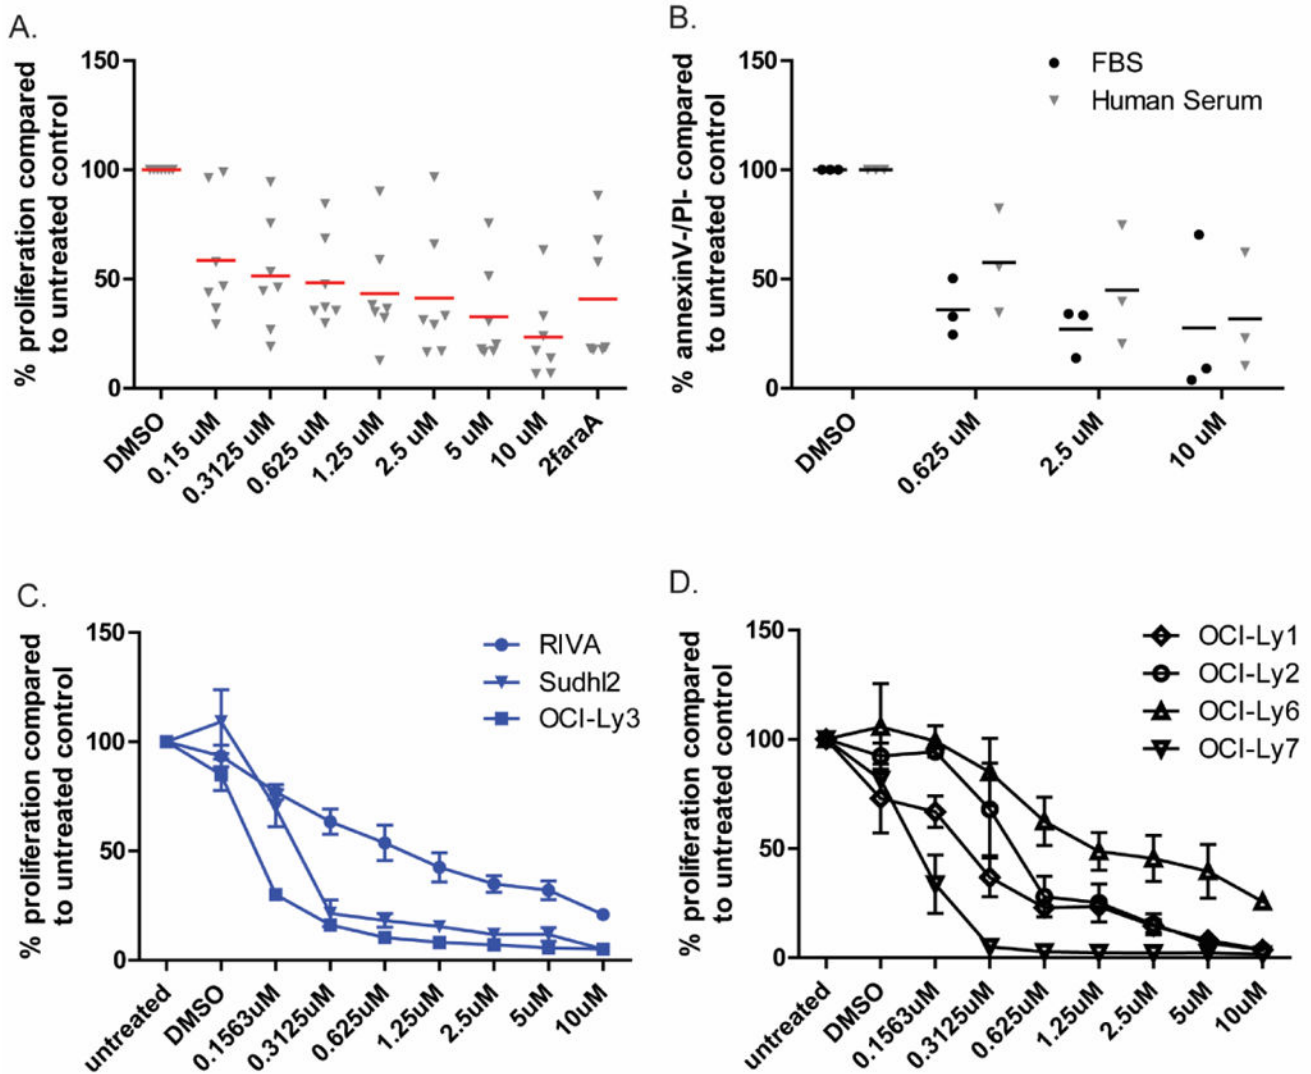 A.
% proliferation compared
to untreated control
150
100
50
0
DMSO
0.15 uM
0.3125 uM
0.625 uM
1.25 uM
2.5 uM
5 uM
10 uM
2faraA
B.
% annexinV-/PI- compared
to untreated control
150
100
50
0
FBS
Human Serum
DMSO
0.625 uM
2.5 uM
10 uM
C.
% proliferation compared
to untreated control
150
100
50
0
RIVA
Sudhl2
OCI-Ly3
untreated
DMSO
0.1563uM
0.3125uM
0.625uM
1.25uM
2.5uM
5uM
10uM
D.
% proliferation compared
to untreated control
150
100
50
0
OCI-Ly1
OCI-Ly2
OCI-Ly6
OCI-Ly7
untreated
DMSO
0.1563uM
0.3125uM
0.625uM
1.25uM
2.5uM
5uM
10uM